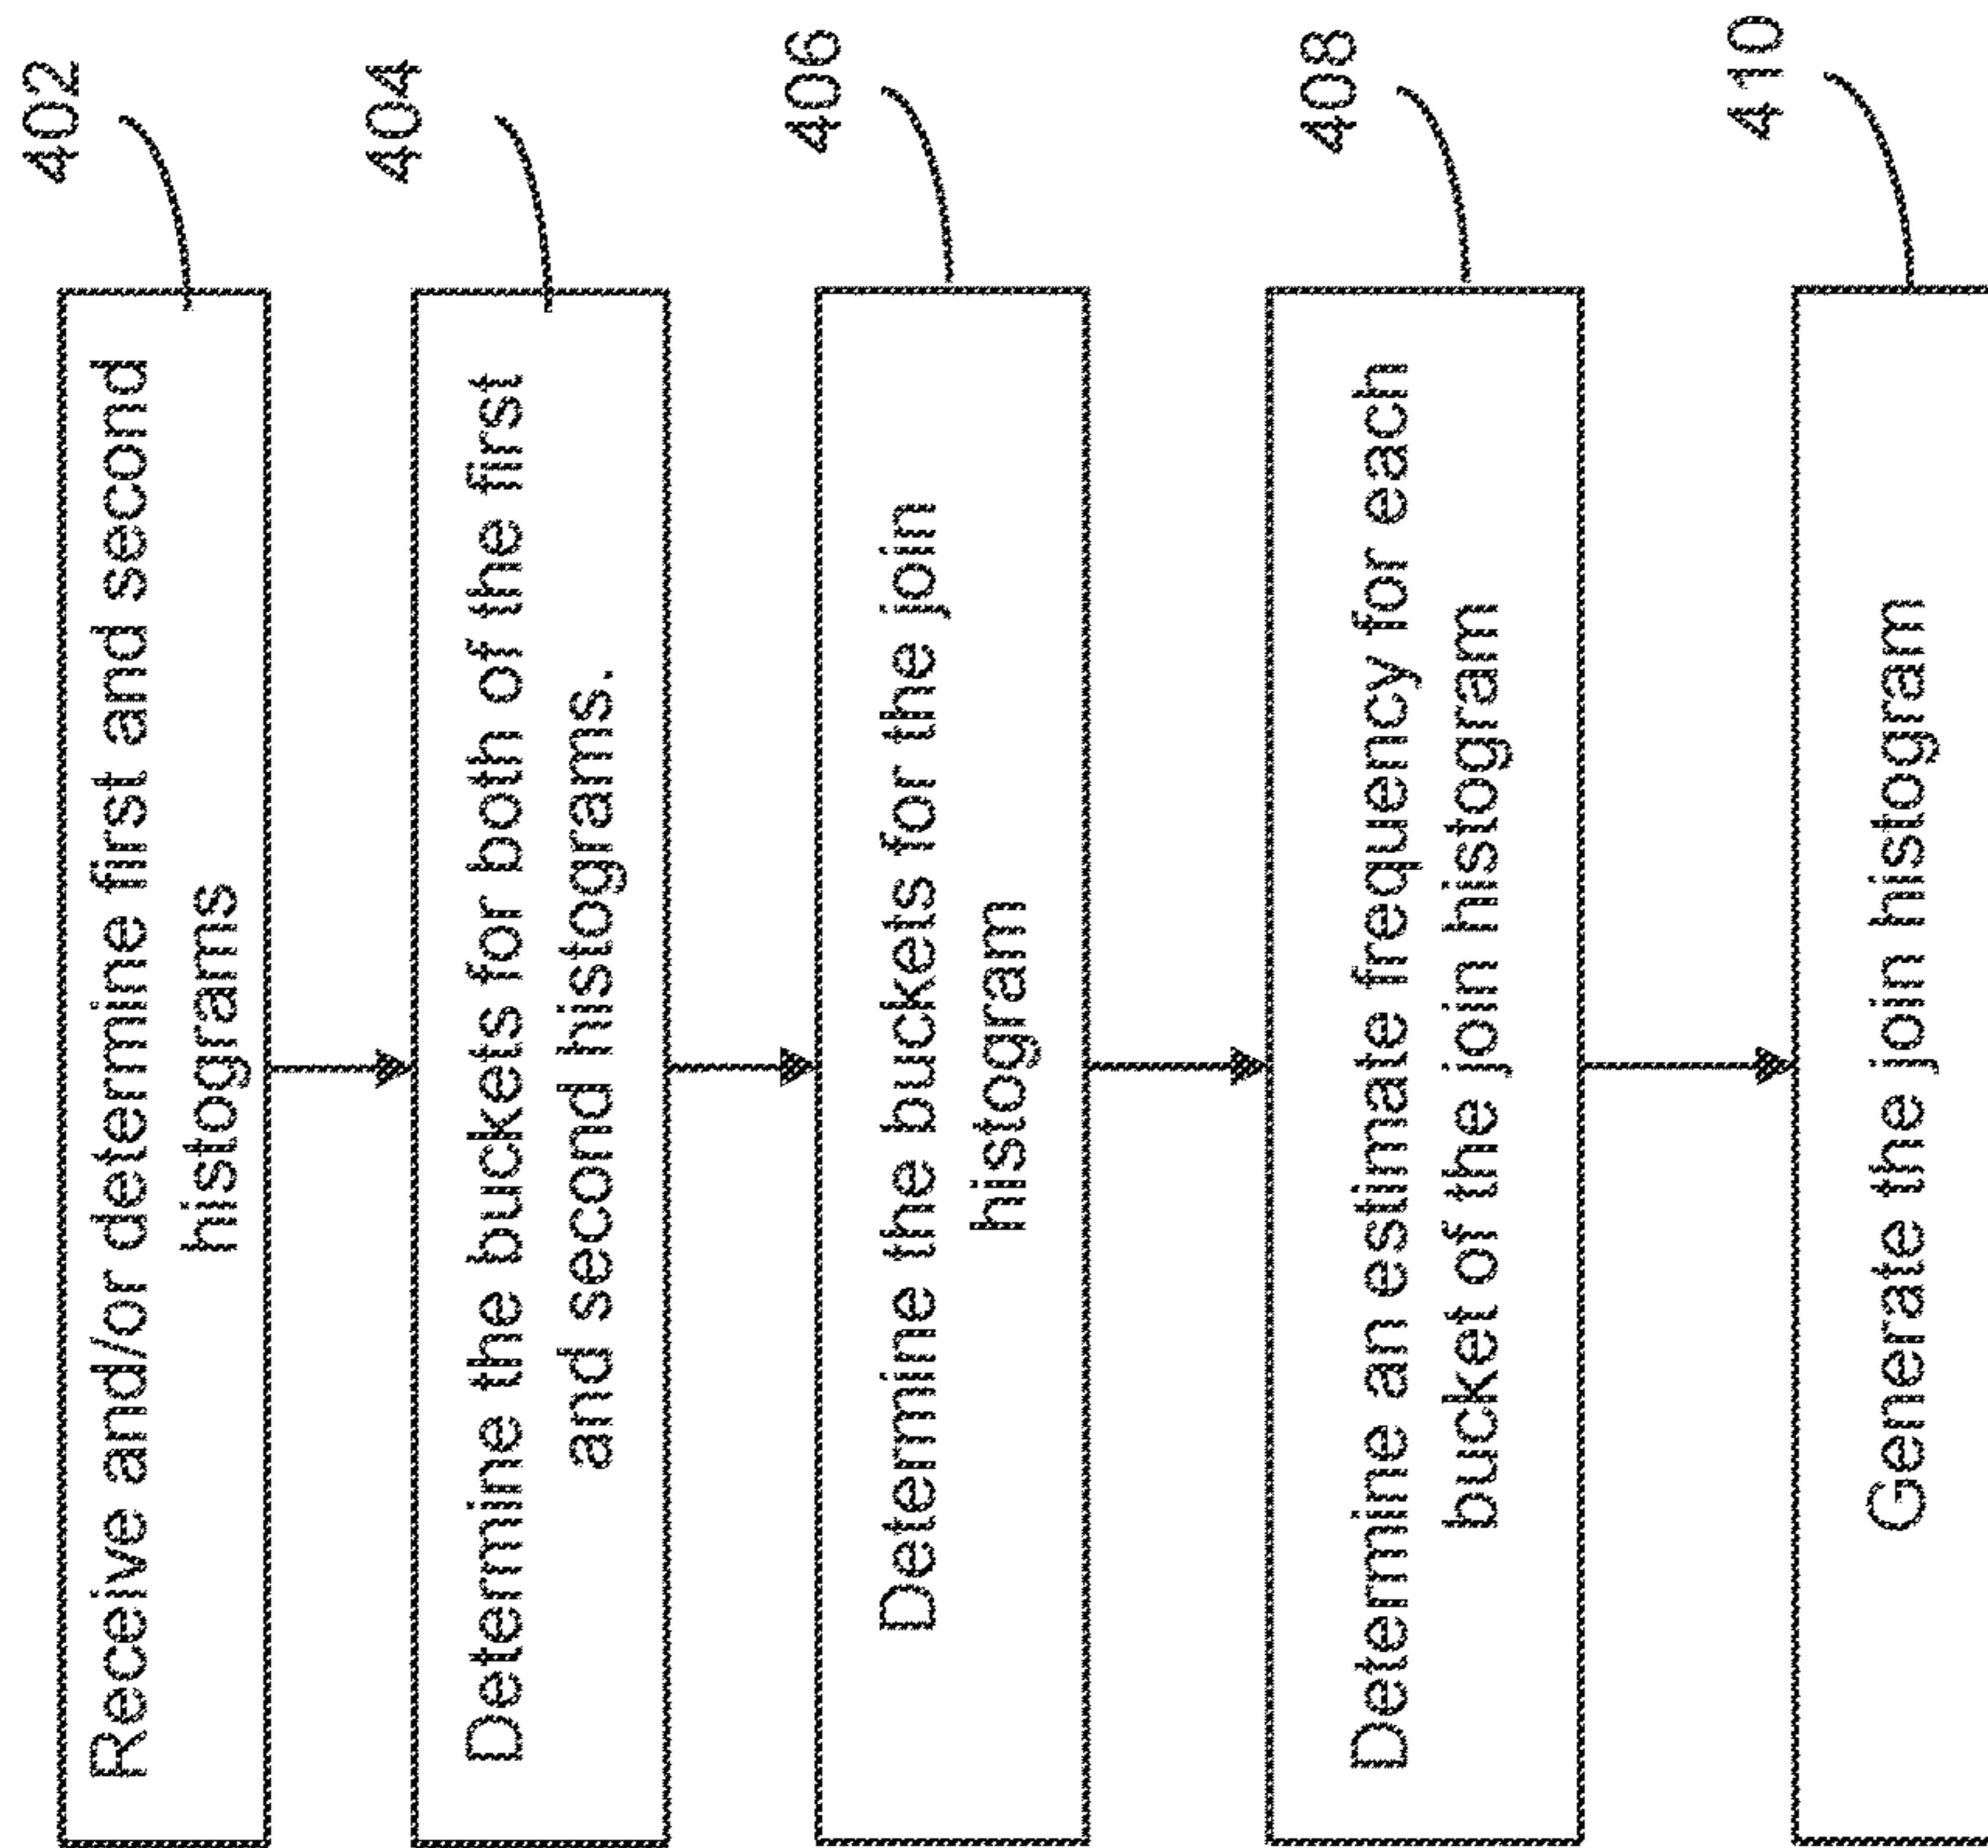 402
Receive and/or determine first and second
histograms
404
Determine the buckets for both of the first
and second histograms.
406
Determine the buckets for the join
histogram
408
Determine an estimate frequency for each
bucket of the join histogram
410
Generate the join histogram